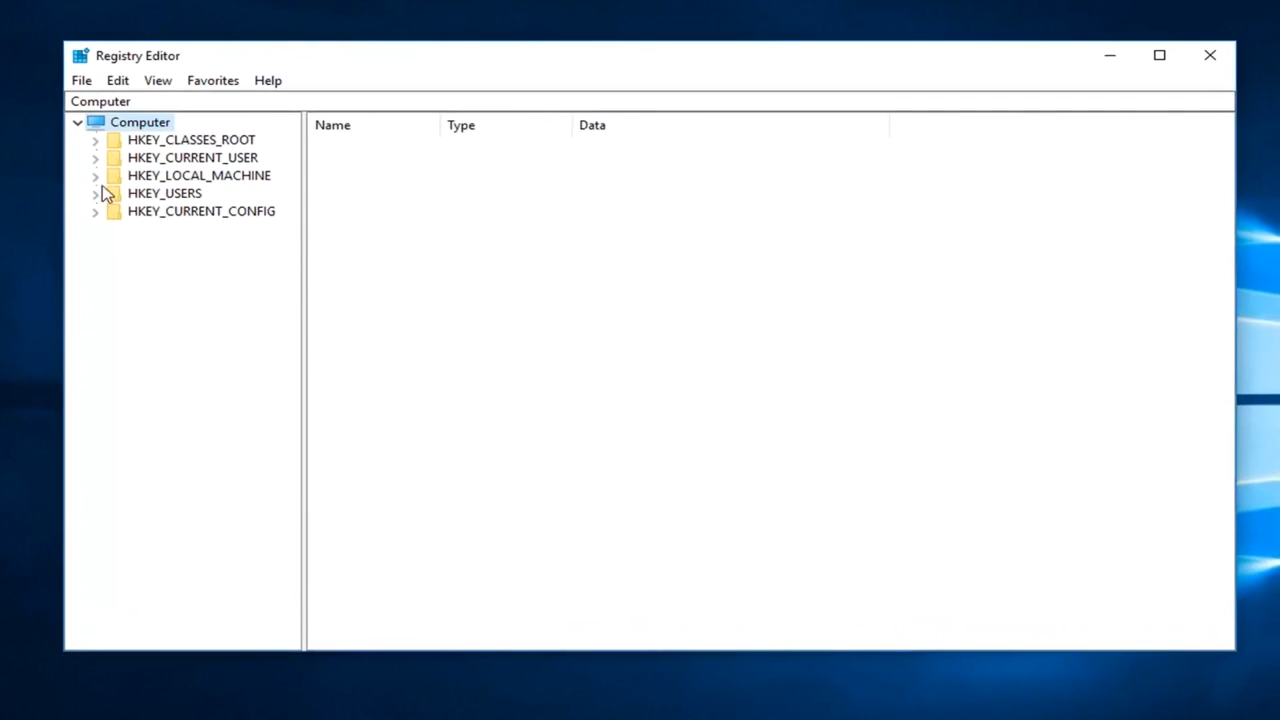 Registry Editor
File Edit View Favorites Help
Computer
Computer
HKEY_CLASSES_ROOT
HKEY_CURRENT_USER
HKEY_LOCAL_MACHINE
HKEY_USERS
HKEY_CURRENT_CONFIG
Name Type Data